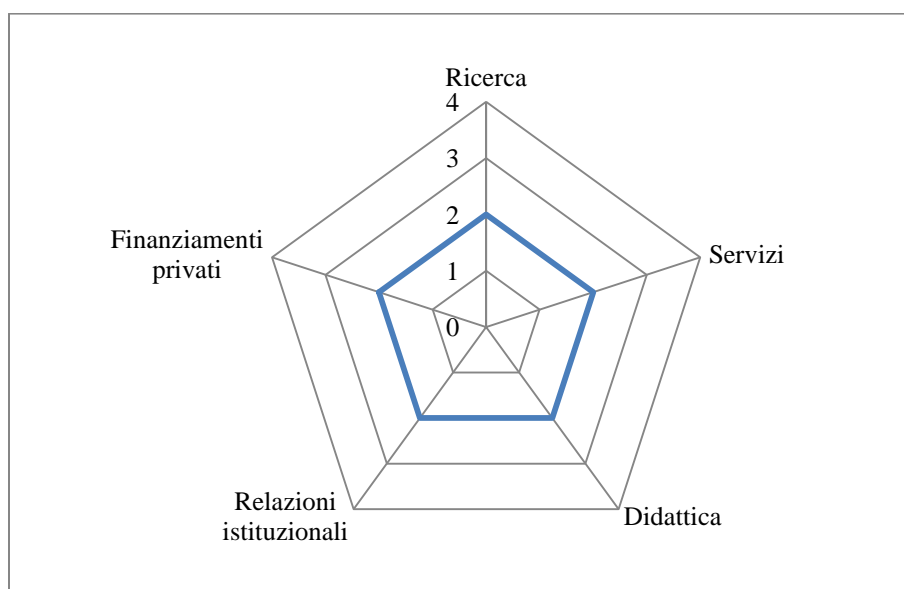 Ricerca
4
3
2
1
0
Servizi
Didattica
Relazioni
istituzionali
Finanziamenti
privati